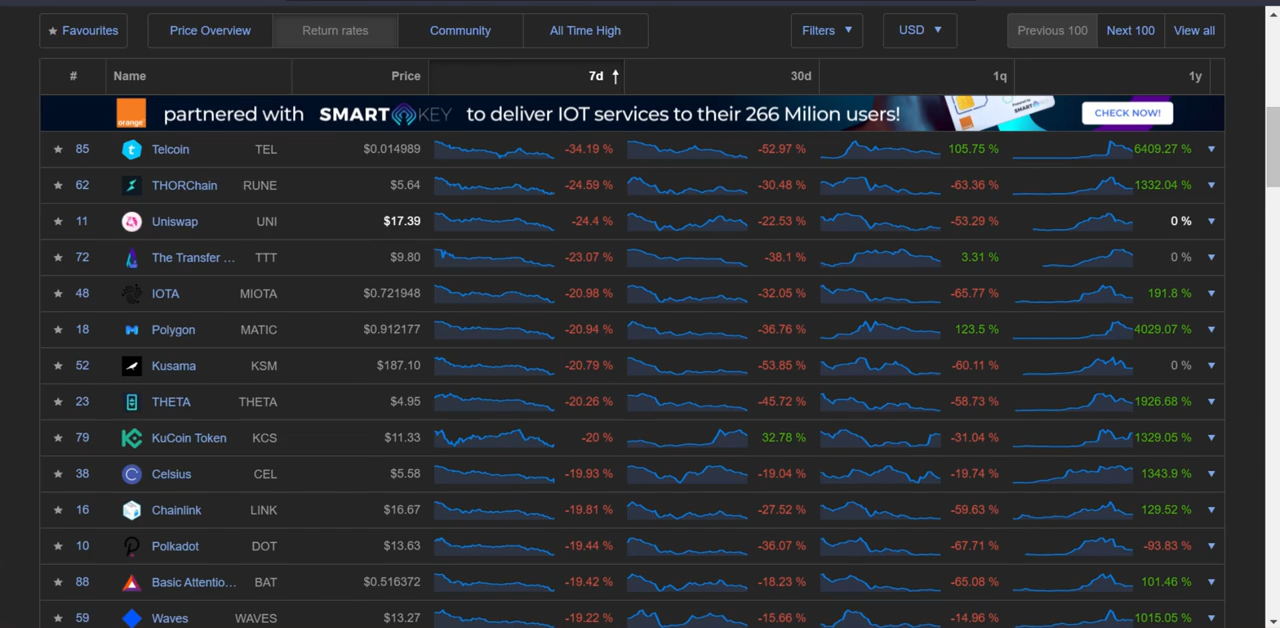 ★ Favourites Price Overview Return rates Community All Time High Filters ▼ USD ▼ Previous 100 Next 100 View all
# Name Price 7d ↑ 30d 1q 1y
orange partnered with SMARTKEY to deliver IOT services to their 266 Milion users! CHECK NOW!
★ 85 Telcoin TEL $0.014989 -34.19 % -52.97 % 105.75 % 6409.27 % ▼
★ 62 THORChain RUNE $5.64 -24.59 % -30.48 % -63.36 % 1332.04 % ▼
★ 11 Uniswap UNI $17.39 -24.4 % -22.53 % -53.29 % 0 % ▼
★ 72 The Transfer ... TTT $9.80 -23.07 % -38.1 % 3.31 % 0 % ▼
★ 48 IOTA MIOTA $0.721948 -20.98 % -32.05 % -65.77 % 191.8 % ▼
★ 18 Polygon MATIC $0.912177 -20.94 % -36.76 % 123.5 % 4029.07 % ▼
★ 52 Kusama KSM $187.10 -20.79 % -53.85 % -60.11 % 0 % ▼
★ 23 THETA THETA $4.95 -20.26 % -45.72 % -58.73 % 1926.68 % ▼
★ 79 KuCoin Token KCS $11.33 -20 % 32.78 % -31.04 % 1329.05 % ▼
★ 38 Celsius CEL $5.58 -19.93 % -19.04 % -19.74 % 1343.9 % ▼
★ 16 Chainlink LINK $16.67 -19.81 % -27.52 % -59.63 % 129.52 % ▼
★ 10 Polkadot DOT $13.63 -19.44 % -36.07 % -67.71 % -93.83 % ▼
★ 88 Basic Attentio... BAT $0.516372 -19.42 % -18.23 % -65.08 % 101.46 % ▼
★ 59 Waves WAVES $13.27 -19.22 % -15.66 % -14.96 % 1015.05 % ▼